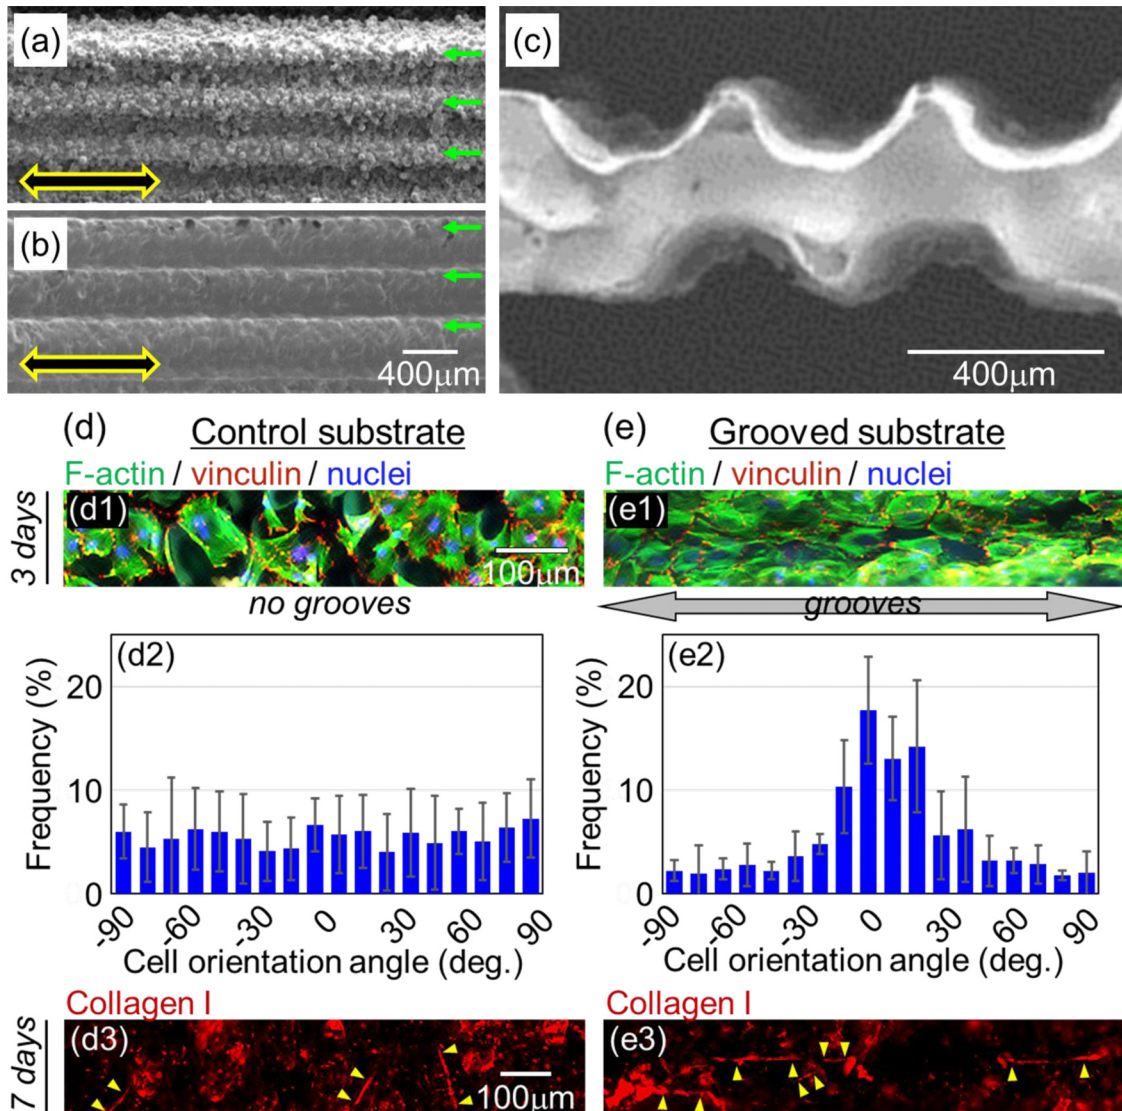 (a)
(b)
400μm
(c)
400μm
(d)
Control substrate
F-actin / vinculin / nuclei
3 days
(d1)
100μm
no grooves
(e)
Grooved substrate
F-actin / vinculin / nuclei
(e1)
grooves
(d2)
Frequency (%)
20
10
0
-90
-60
-30
0
30
60
90
Cell orientation angle (deg.)
(e2)
Frequency (%)
20
10
0
-90
-60
-30
0
30
60
90
Cell orientation angle (deg.)
7 days
Collagen I
(d3)
100μm
Collagen I
(e3)